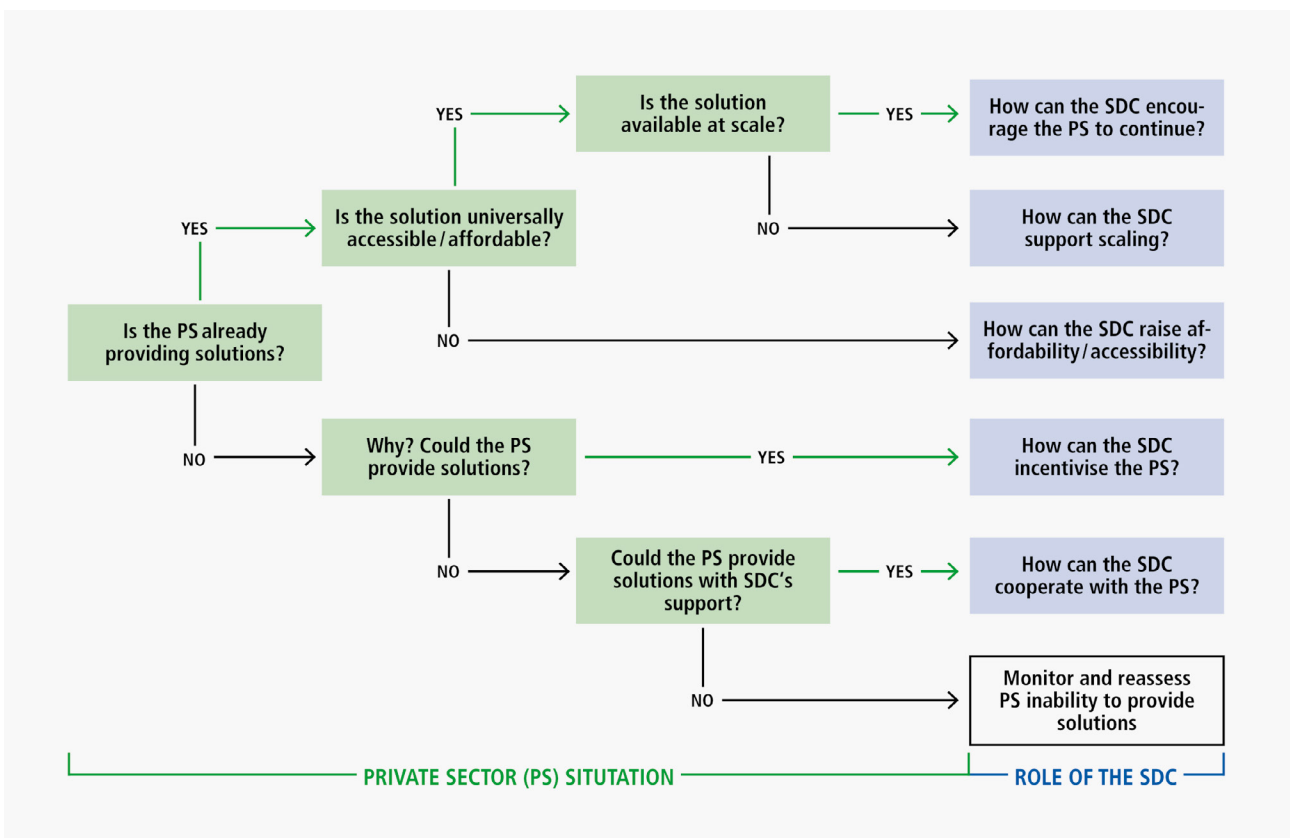 Is the solution
available at scale?
YES
YES
How can the SDC encou-
rage the PS to continue?
Is the solution universally
accessible/affordable?
YES
NO
How can the SDC
support scaling?
Is the PS already
providing solutions?
NO
How can the SDC raise af-
fordability/accessibility?
NO
Why? Could the PS
provide solutions?
YES
How can the SDC
incentivise the PS?
NO
Could the PS provide
solutions with SDC‘s
support?
YES
How can the SDC
cooperate with the PS?
NO
Monitor and reassess
PS inability to provide
solutions
PRIVATE SECTOR (PS) SITUTATION
ROLE OF THE SDC